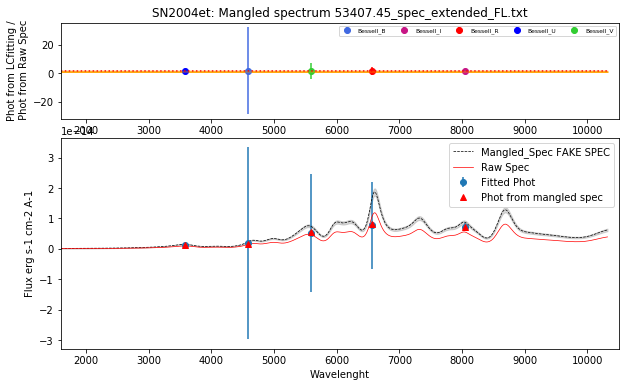 SN2004et: Mangled spectrum 53407.45_spec_extended_FL.txt
Phot from LCfitting /
Phot from Raw Spec
20
0
−20
Bessell_B
Bessell_I
Bessell_R
Bessell_U
Bessell_V
2000 3000 4000 5000 6000 7000 8000 9000 10000
1e−14
Flux erg s-1 cm-2 A-1
3
2
1
0
−1
−2
−3
Mangled_Spec FAKE SPEC
Raw Spec
Fitted Phot
Phot from mangled spec
2000 3000 4000 5000 6000 7000 8000 9000 10000
Wavelenght